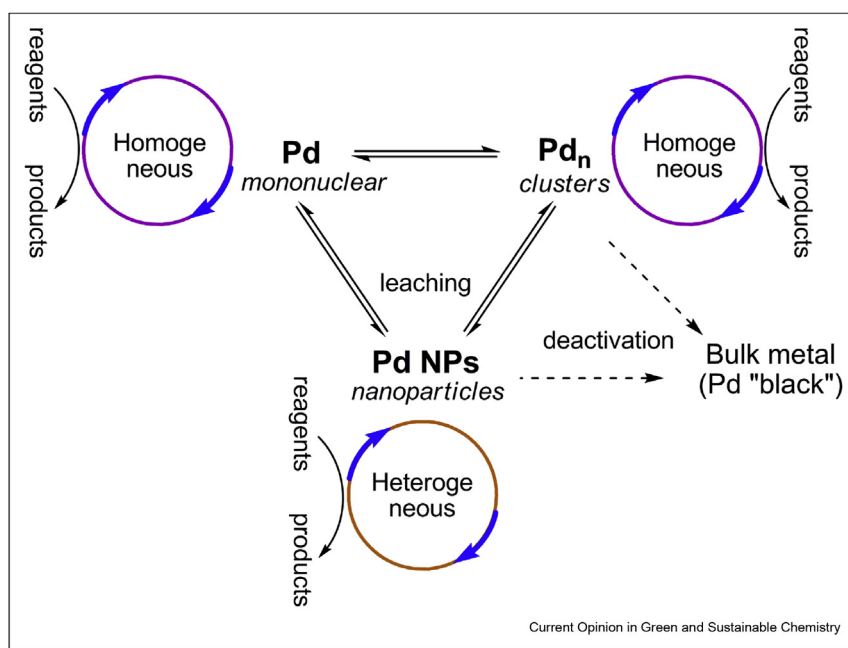 reagents
products
Homoge
neous
Pd
mononuclear
Pdₙ
clusters
Homoge
neous
reagents
products
leaching
Pd NPs
nanoparticles
deactivation
Bulk metal
(Pd "black")
reagents
products
Heteroge
neous
Current Opinion in Green and Sustainable Chemistry